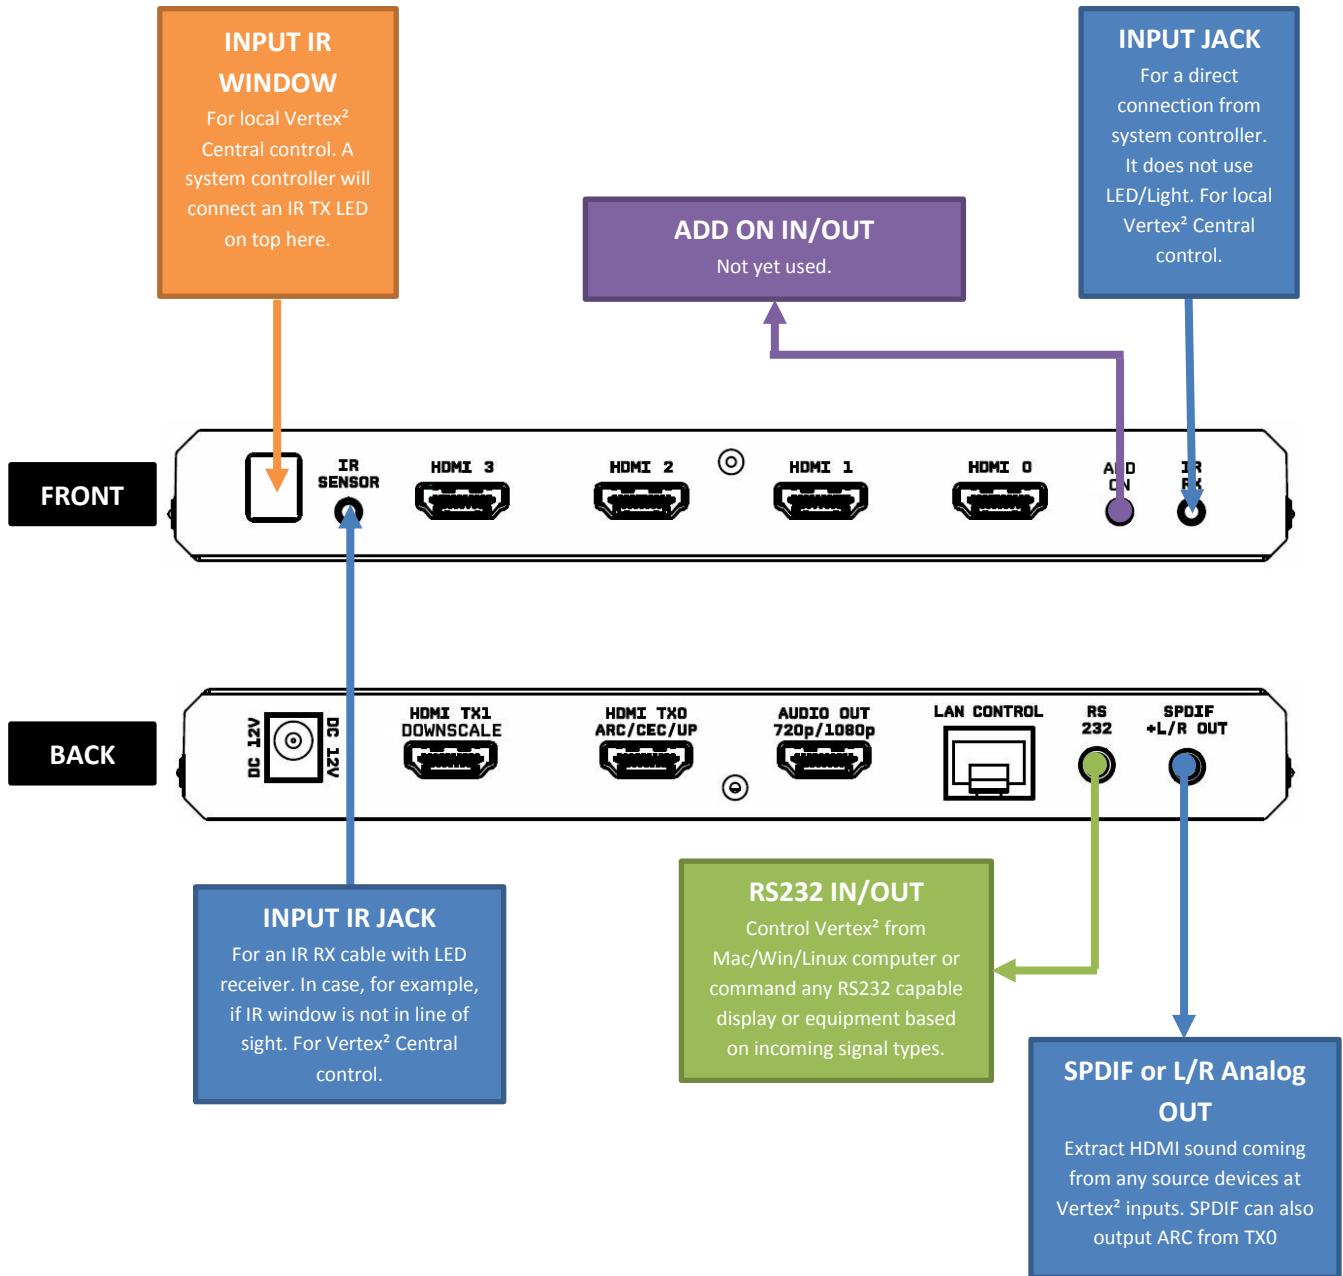 INPUT IR
WINDOW
For local Vertex²
Central control. A
system controller will
connect an IR TX LED
on top here.
INPUT JACK
For a direct
connection from
system controller.
It does not use
LED/Light. For local
Vertex² Central
control.
ADD ON IN/OUT
Not yet used.
FRONT
IR
SENSOR
HDMI 3
HDMI 2
HDMI 1
HDMI 0
ADD
ON
IR
RX
BACK
DC 12V
DC 12V
HDMI TX1
DOWNSCALE
HDMI TX0
ARC/CEC/UP
AUDIO OUT
720p/1080p
LAN CONTROL
RS
232
SPDIF
+L/R OUT
INPUT IR JACK
For an IR RX cable with LED
receiver. In case, for example,
if IR window is not in line of
sight. For Vertex² Central
control.
RS232 IN/OUT
Control Vertex² from
Mac/Win/Linux computer or
command any RS232 capable
display or equipment based
on incoming signal types.
SPDIF or L/R Analog
OUT
Extract HDMI sound coming
from any source devices at
Vertex² inputs. SPDIF can also
output ARC from TX0